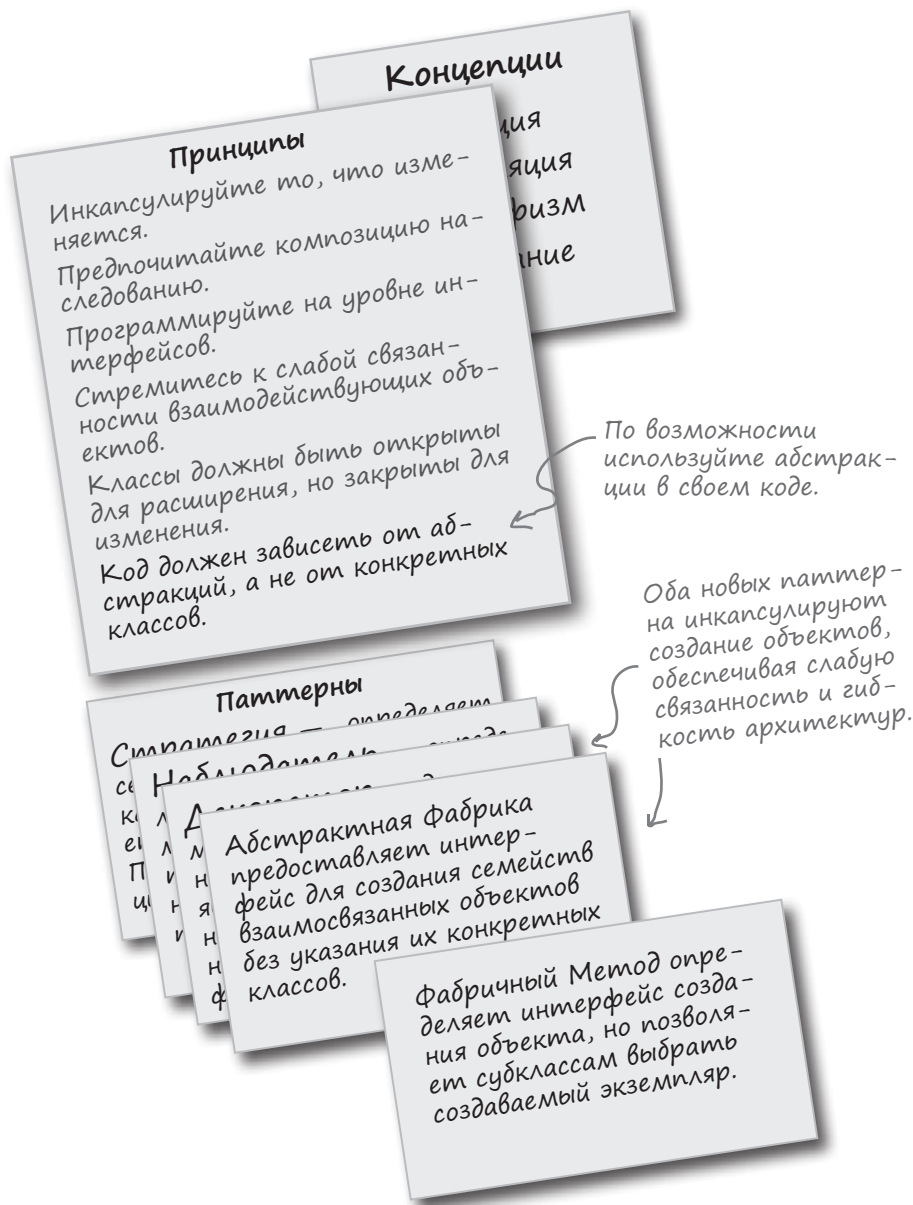 Концепции
Принципы
Инкапсулируйте то, что изме-
няется.
Предпочитайте композицию на-
следованию.
Программируйте на уровне ин-
терфейсов.
Стремитесь к слабой связан-
ности взаимодействующих объ-
ектов.
Классы должны быть открыты
для расширения, но закрыты для
изменения.
Код должен зависеть от аб-
стракций, а не от конкретных
классов.
По возможности
используйте абстрак-
ции в своем коде.
Оба новых паттер-
на инкапсулируют
создание объектов,
обеспечивая слабую
связанность и гиб-
кость архитектур.
Паттерны
Стратегия — определяет
Наблюдатель
Абстрактная Фабрика
предоставляет интер-
фейс для создания семейств
взаимосвязанных объектов
без указания их конкретных
классов.
Фабричный Метод опре-
деляет интерфейс созда-
ния объекта, но позволя-
ет субклассам выбрать
создаваемый экземпляр.